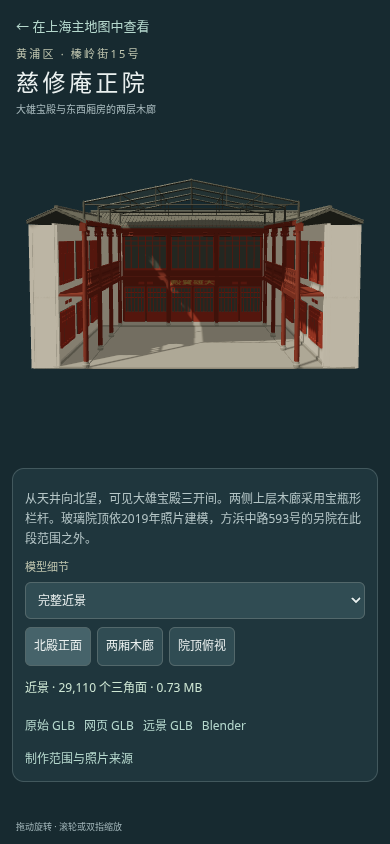 ← 在上海主地图中查看
黄浦区 · 榛岭街15号
慈修庵正院
大雄宝殿与东西厢房的两层木廊
从天井向北望，可见大雄宝殿三开间。两侧上层木廊采用宝瓶形
栏杆。玻璃院顶依2019年照片建模，方浜中路593号的另院在此
段范围之外。
模型细节
完整近景
北殿正面 两厢木廊 院顶俯视
近景 · 29,110 个三角面 · 0.73 MB
原始 GLB 网页 GLB 远景 GLB Blender
制作范围与照片来源
拖动旋转 · 滚轮或双指缩放